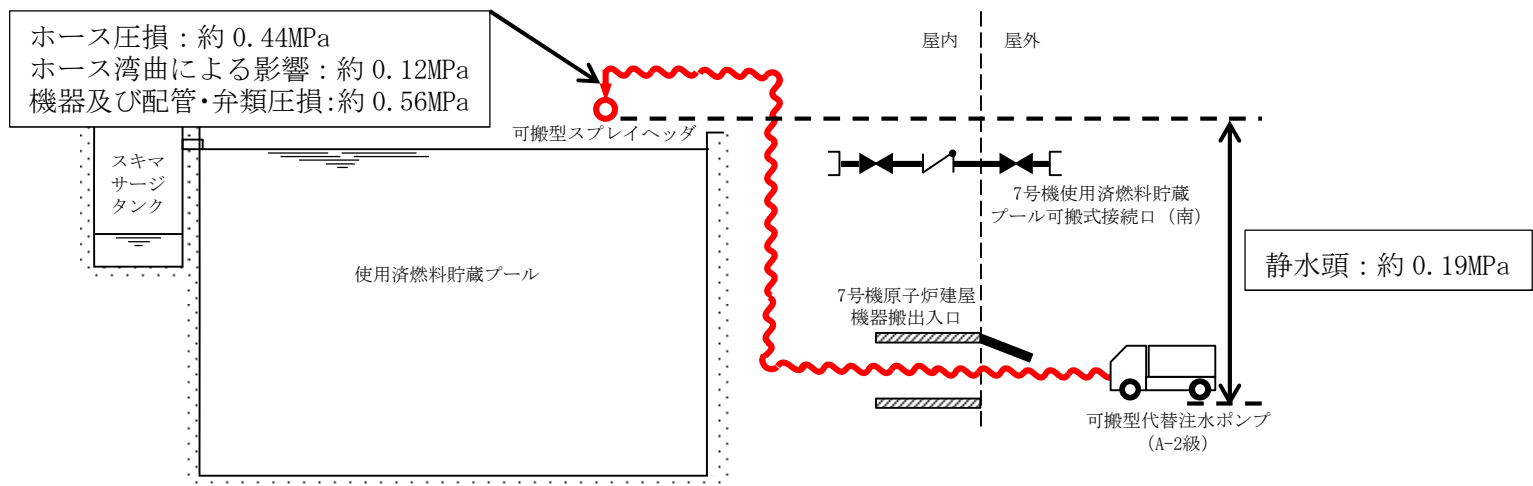 ホース圧損：約 0.44MPa
ホース湾曲による影響：約 0.12MPa
機器及び配管・弁類圧損：約 0.56MPa
屋内
屋外
可搬型スプレイヘッダ
スキマ
サージ
タンク
7号機使用済燃料貯蔵
プール可搬式接続口（南）
静水頭：約 0.19MPa
使用済燃料貯蔵プール
7号機原子炉建屋
機器搬出入口
可搬型代替注水ポンプ
(A-2級)